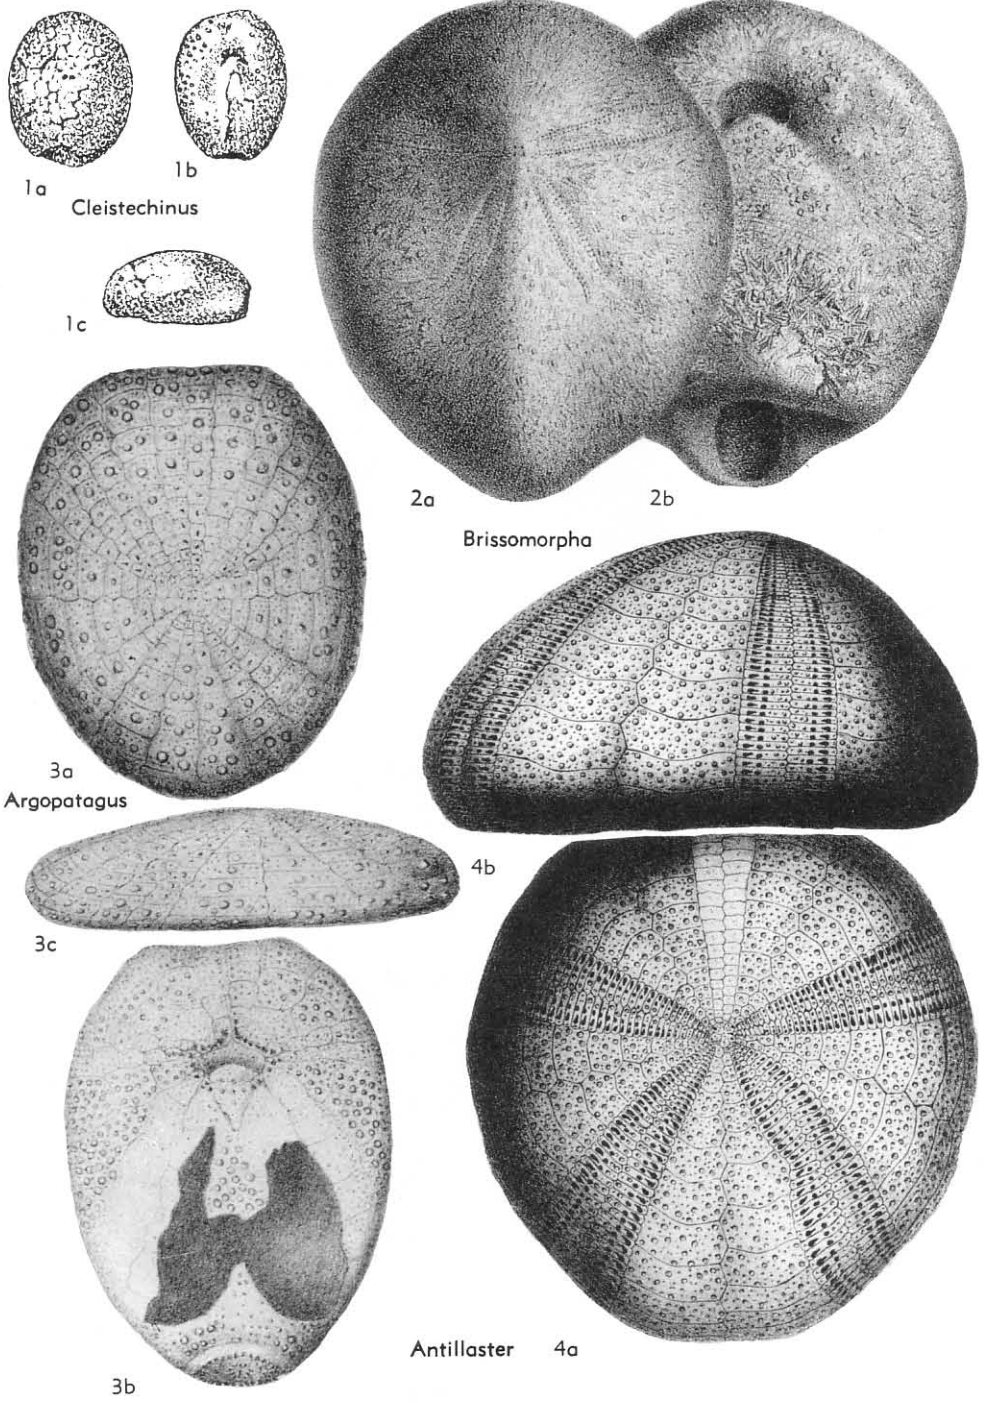 1a
1b
Cleistechinus
1c
2a
2b
Brissomorpha
3a
Argopatagus
4b
3c
Antillaster 4a
3b